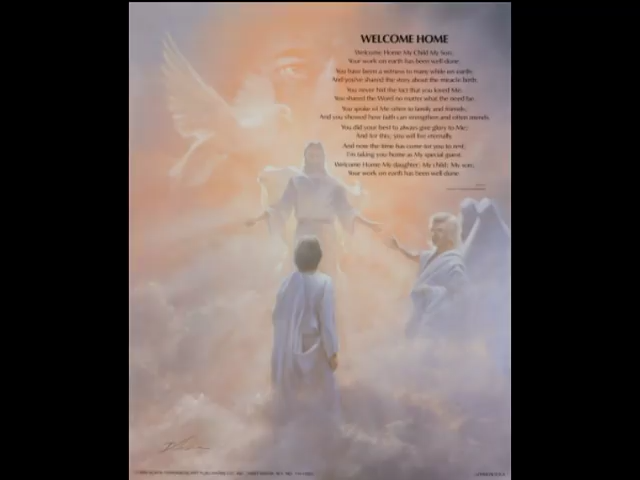 WELCOME HOME
Welcome Home My Child My Son;
Your work on earth has been well-done
You have been a witness to many while on earth;
And you've shared the story about the miracle birth.
You never hid the fact that you loved Me;
You shared the Word no matter what the need be.
You spoke of Me often to family and friends;
And you showed how faith can strengthen and often mends.
You did your best to always give glory to Me;
And for this, you will live eternally.
And now the time has come for you to rest,
I'm taking you home as My special guest.
Welcome Home My daughter; My child; My son;
Your work on earth has been well-done